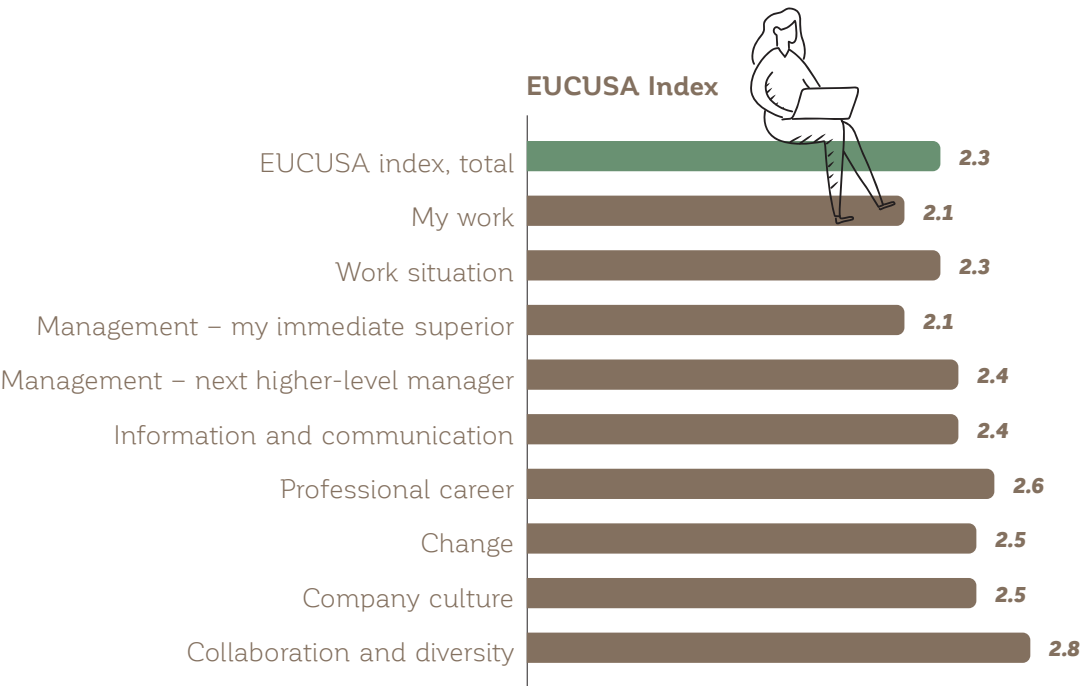 EUCUSA Index
EUCUSA index, total 2.3
My work 2.1
Work situation 2.3
Management – my immediate superior 2.1
Management – next higher-level manager 2.4
Information and communication 2.4
Professional career 2.6
Change 2.5
Company culture 2.5
Collaboration and diversity 2.8